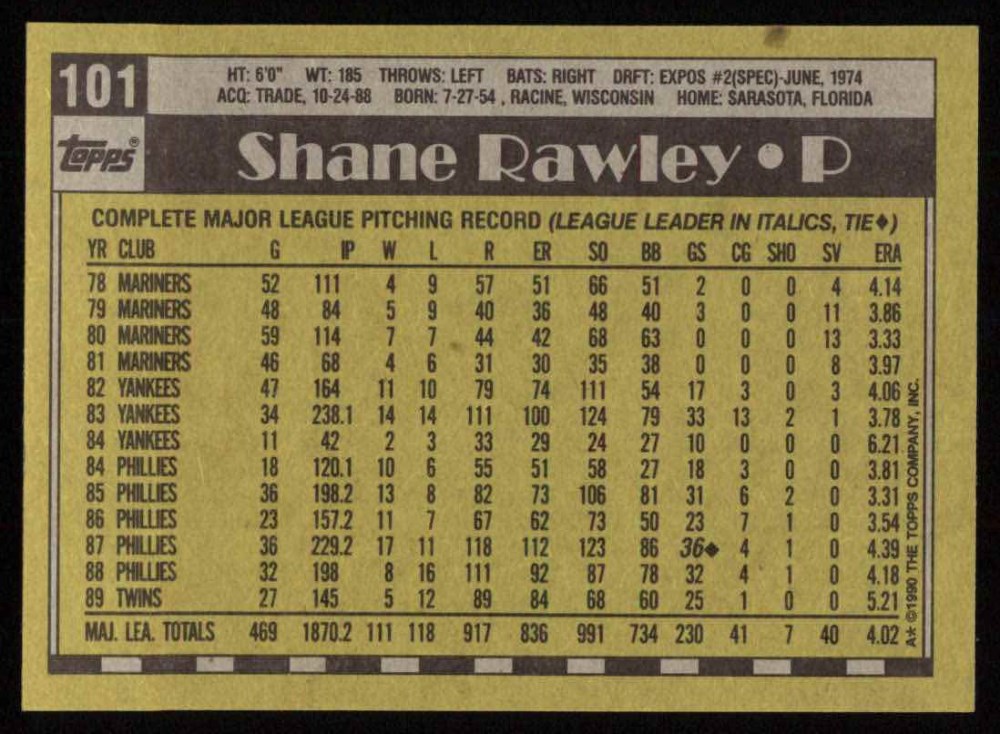 101
HT: 6'0" WT: 185 THROWS: LEFT BATS: RIGHT DRFT: EXPOS #2(SPEC)-JUNE, 1974
ACQ: TRADE, 10-24-88 BORN: 7-27-54 , RACINE, WISCONSIN HOME: SARASOTA, FLORIDA
topps®
Shane Rawley • P
COMPLETE MAJOR LEAGUE PITCHING RECORD (LEAGUE LEADER IN ITALICS, TIE◆)
YR CLUB G IP W L R ER SO BB GS CG SHO SV ERA
78 MARINERS 52 111 4 9 57 51 66 51 2 0 0 4 4.14
79 MARINERS 48 84 5 9 40 36 48 40 3 0 0 11 3.86
80 MARINERS 59 114 7 7 44 42 68 63 0 0 0 13 3.33
81 MARINERS 46 68 4 6 31 30 35 38 0 0 0 8 3.97
82 YANKEES 47 164 11 10 79 74 111 54 17 3 0 3 4.06
83 YANKEES 34 238.1 14 14 111 100 124 79 33 13 2 1 3.78
84 YANKEES 11 42 2 3 33 29 24 27 10 0 0 0 6.21
84 PHILLIES 18 120.1 10 6 55 51 58 27 18 3 0 0 3.81
85 PHILLIES 36 198.2 13 8 82 73 106 81 31 6 2 0 3.31
86 PHILLIES 23 157.2 11 7 67 62 73 50 23 7 1 0 3.54
87 PHILLIES 36 229.2 17 11 118 112 123 86 36◆ 4 1 0 4.39
88 PHILLIES 32 198 8 16 111 92 87 78 32 4 1 0 4.18
89 TWINS 27 145 5 12 89 84 68 60 25 1 0 0 5.21
MAJ. LEA. TOTALS 469 1870.2 111 118 917 836 991 734 230 41 7 40 4.02
A* ©1990 THE TOPPS COMPANY, INC.